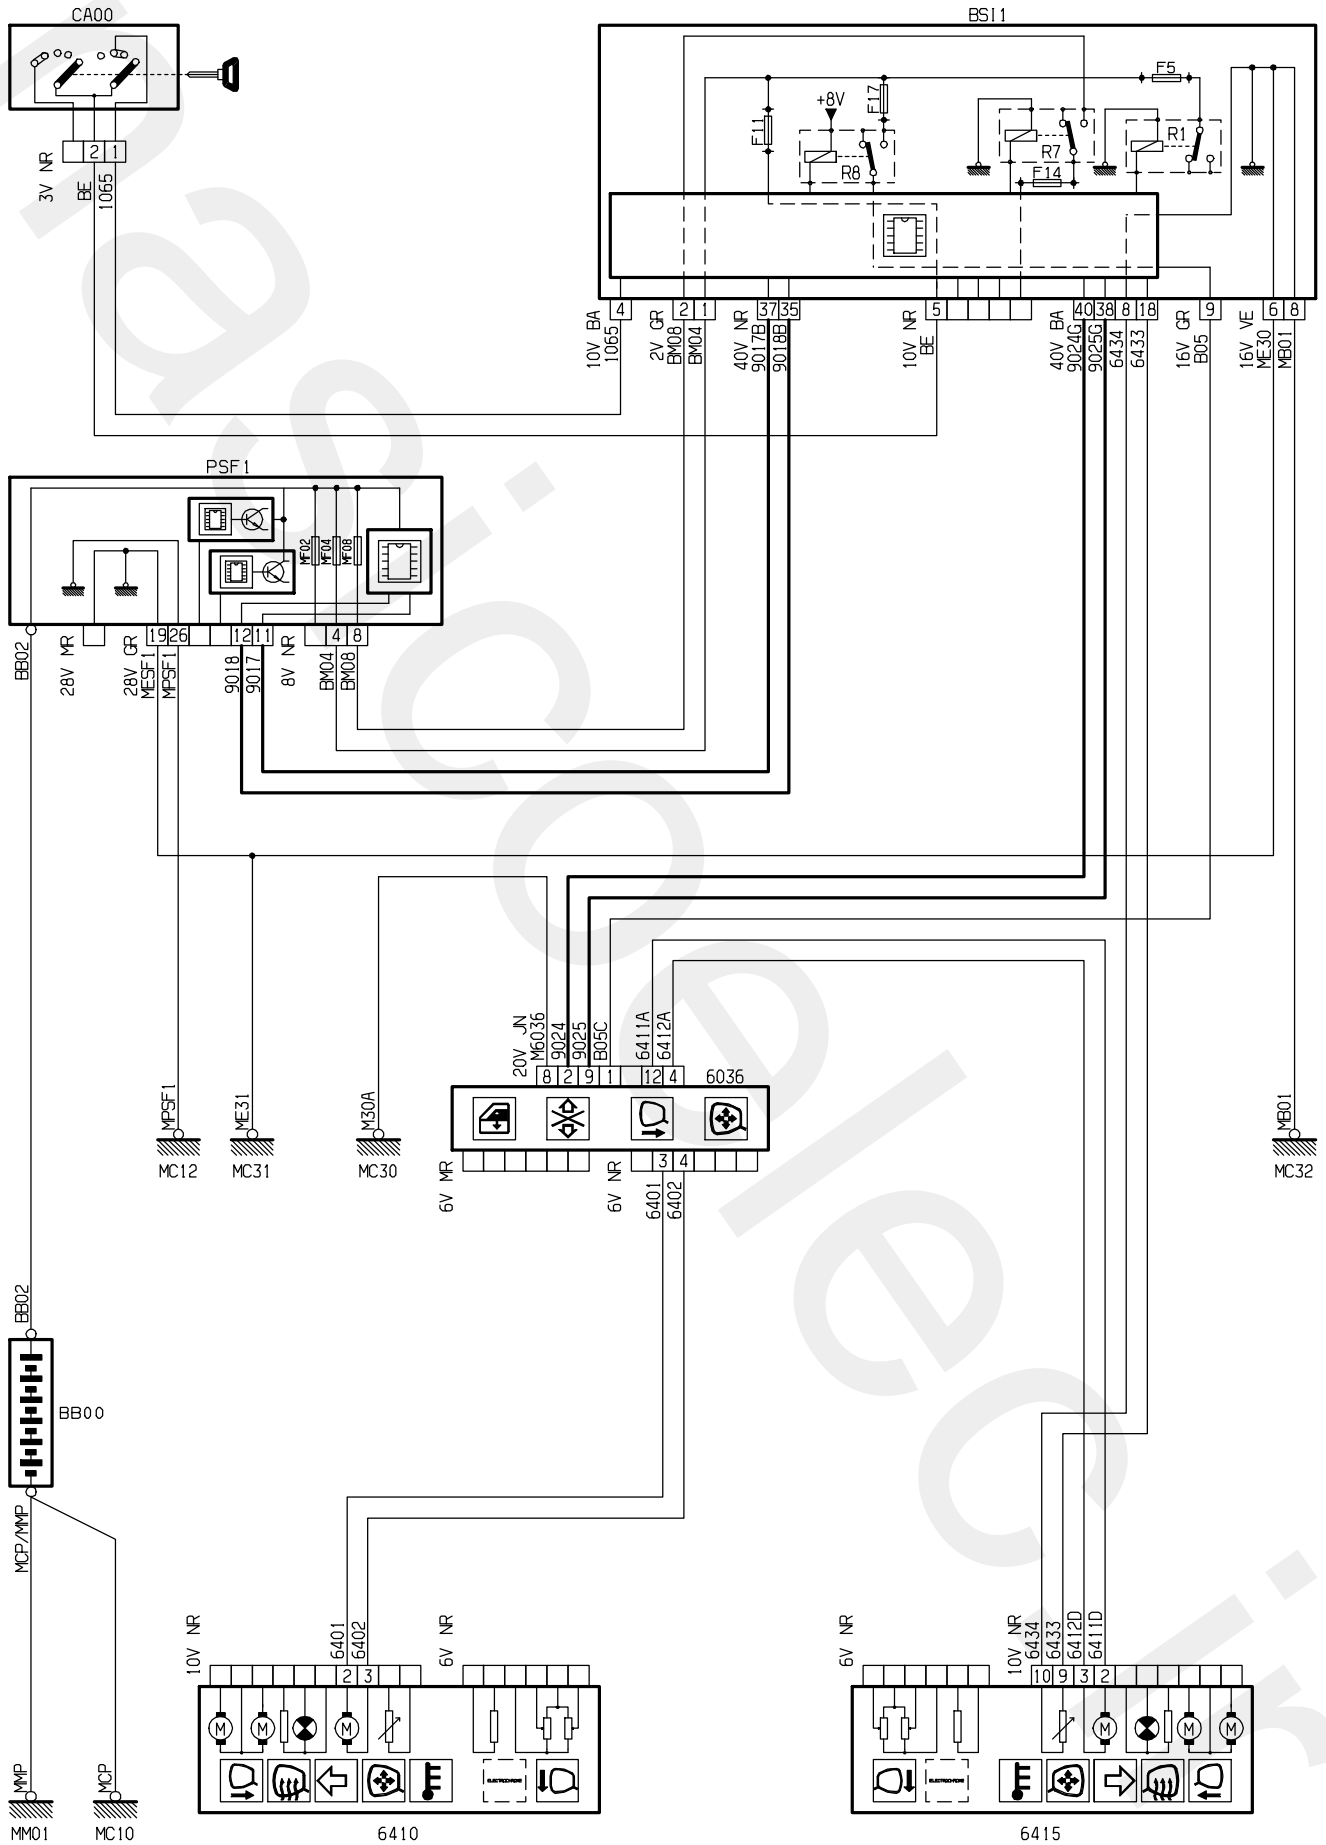 CA00
BSI1
F5
F17
+8V
F11
R1
R7
R8
F14
2 1
3V NR
BE
1065
4
2 1
37 35
5
40 38 8 18
9
6 8
10V BA
1065
2V GR
BM08
BM04
40V NR
9017B
9018B
10V NR
BE
40V BA
9024G
9025G
6434
6433
16V GR
B05
16V VE
ME30
MB01
PSF1
MF02
MF04
MF08
19 26
12 11
4 8
BB02
28V MR
28V GR
MESF1
MPSF1
9018
9017
8V NR
BM04
BM08
20V JN
M6036
9024
9025
B05C
6411A
6412A
8 2 9 1
12 4
6036
MPSF1
ME31
M30A
MB01
MC12
MC31
MC30
MC32
3 4
6V MR
6V NR
6401
6402
BB02
BB00
MCP/MMP
10V NR
6401
6402
6V NR
6V NR
10V NR
6434
6433
6412D
6411D
2 3
10 9 3 2
M M M
M M M
ELECTROCHROME
ELECTROCHROME
MMP
MCP
MM01
MC10
6410
6415